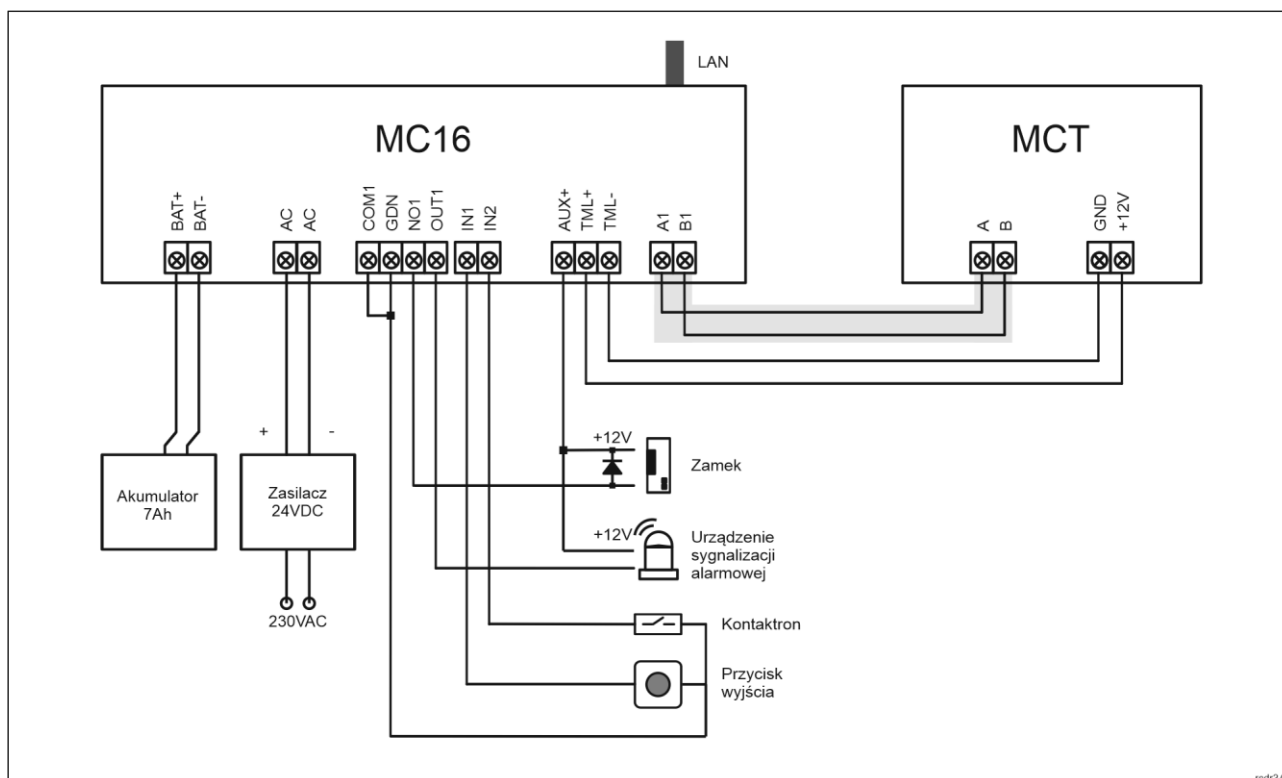 LAN
MC16
MCT
BAT+
BAT-
AC
AC
COM1
GDN
NO1
OUT1
IN1
IN2
AUX+
TML+
TML-
A1
B1
A
B
GND
+12V
+
-
Akumulator
7Ah
Zasilacz
24VDC
230VAC
+12V
Zamek
+12V
Urządzenie
sygnalizacji
alarmowej
Kontaktron
Przycisk
wyjścia